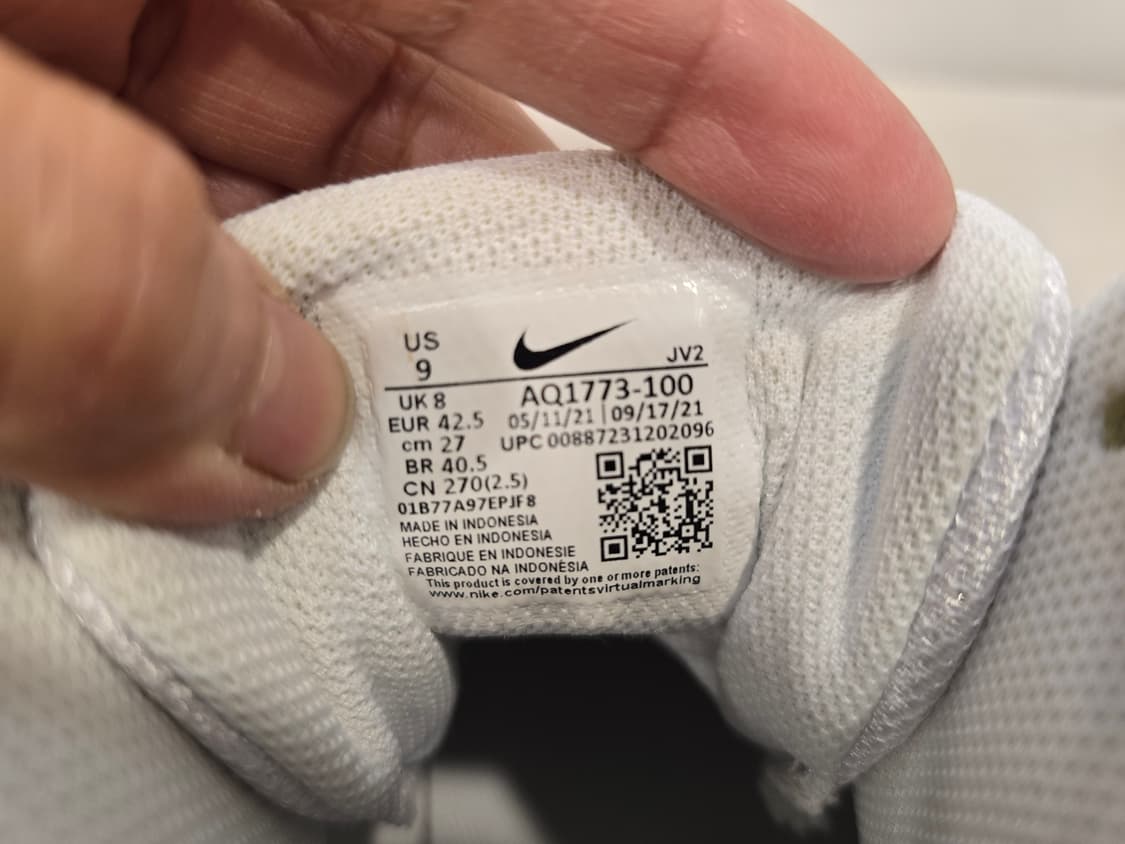 US
9
JV2
UK 8
AQ1773-100
EUR 42.5
05/11/21 | 09/17/21
cm 27
UPC 00887231202096
BR 40.5
CN 270(2.5)
01B77A97EPJF8
MADE IN INDONESIA
HECHO EN INDONESIA
FABRIQUE EN INDONESIE
FABRICADO NA INDONÉSIA
This product is covered by one or more patents:
www.nike.com/patentsvirtualmarking